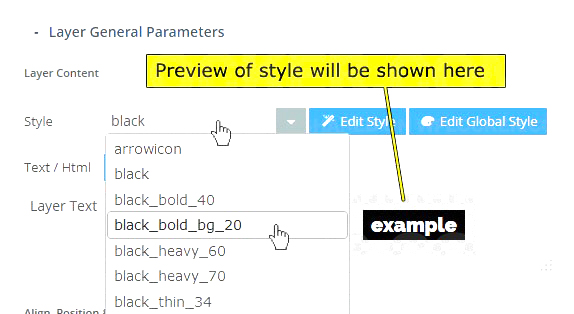 - Layer General Parameters
Layer Content
Preview of style will be shown here
Style
black
Edit Style
Edit Global Style
arrowicon
Text / Html
black
black_bold_40
Layer Text
black_bold_bg_20
example
black_heavy_60
black_heavy_70
black_thin_34
Align, Position &